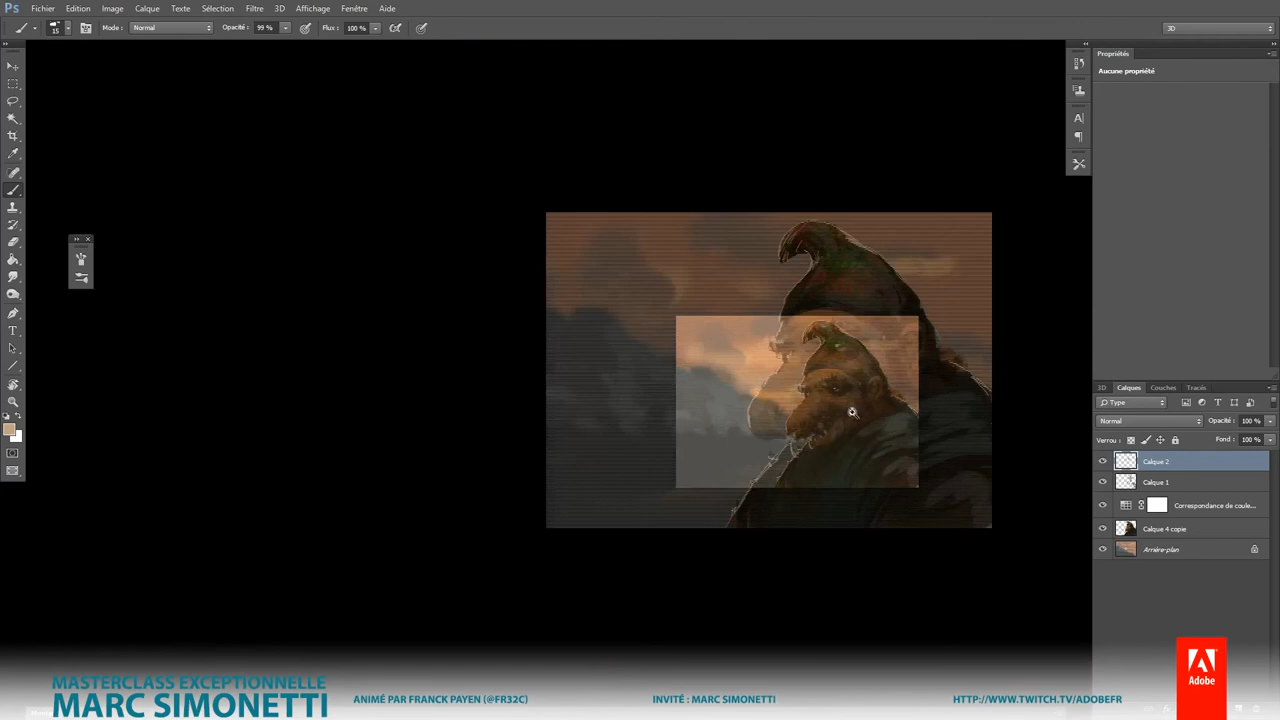 Ps Fichier Edition Image Calque Texte Sélection Filtre 3D Affichage Fenêtre Aide
15 Mode : Normal Opacité : 99 % Flux : 100 % 3D
Propriétés
Aucune propriété
3D Calques Couches Tracés
Type
Normal Opacité : 100 %
Verrou : Fond : 100 %
Calque 2
Calque 1
Correspondance de coule...
Calque 4 copie
Arrière-plan
MASTERCLASS EXCEPTIONNELLE
MARC SIMONETTI
ANIMÉ PAR FRANCK PAYEN (@FR32C)
INVITÉ : MARC SIMONETTI
HTTP://WWW.TWITCH.TV/ADOBEFR
Adobe